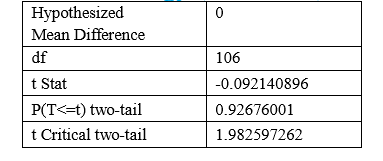 Hypothesized 0
Mean Difference
df 106
t Stat -0.092140896
P(T<=t) two-tail 0.92676001
t Critical two-tail 1.982597262